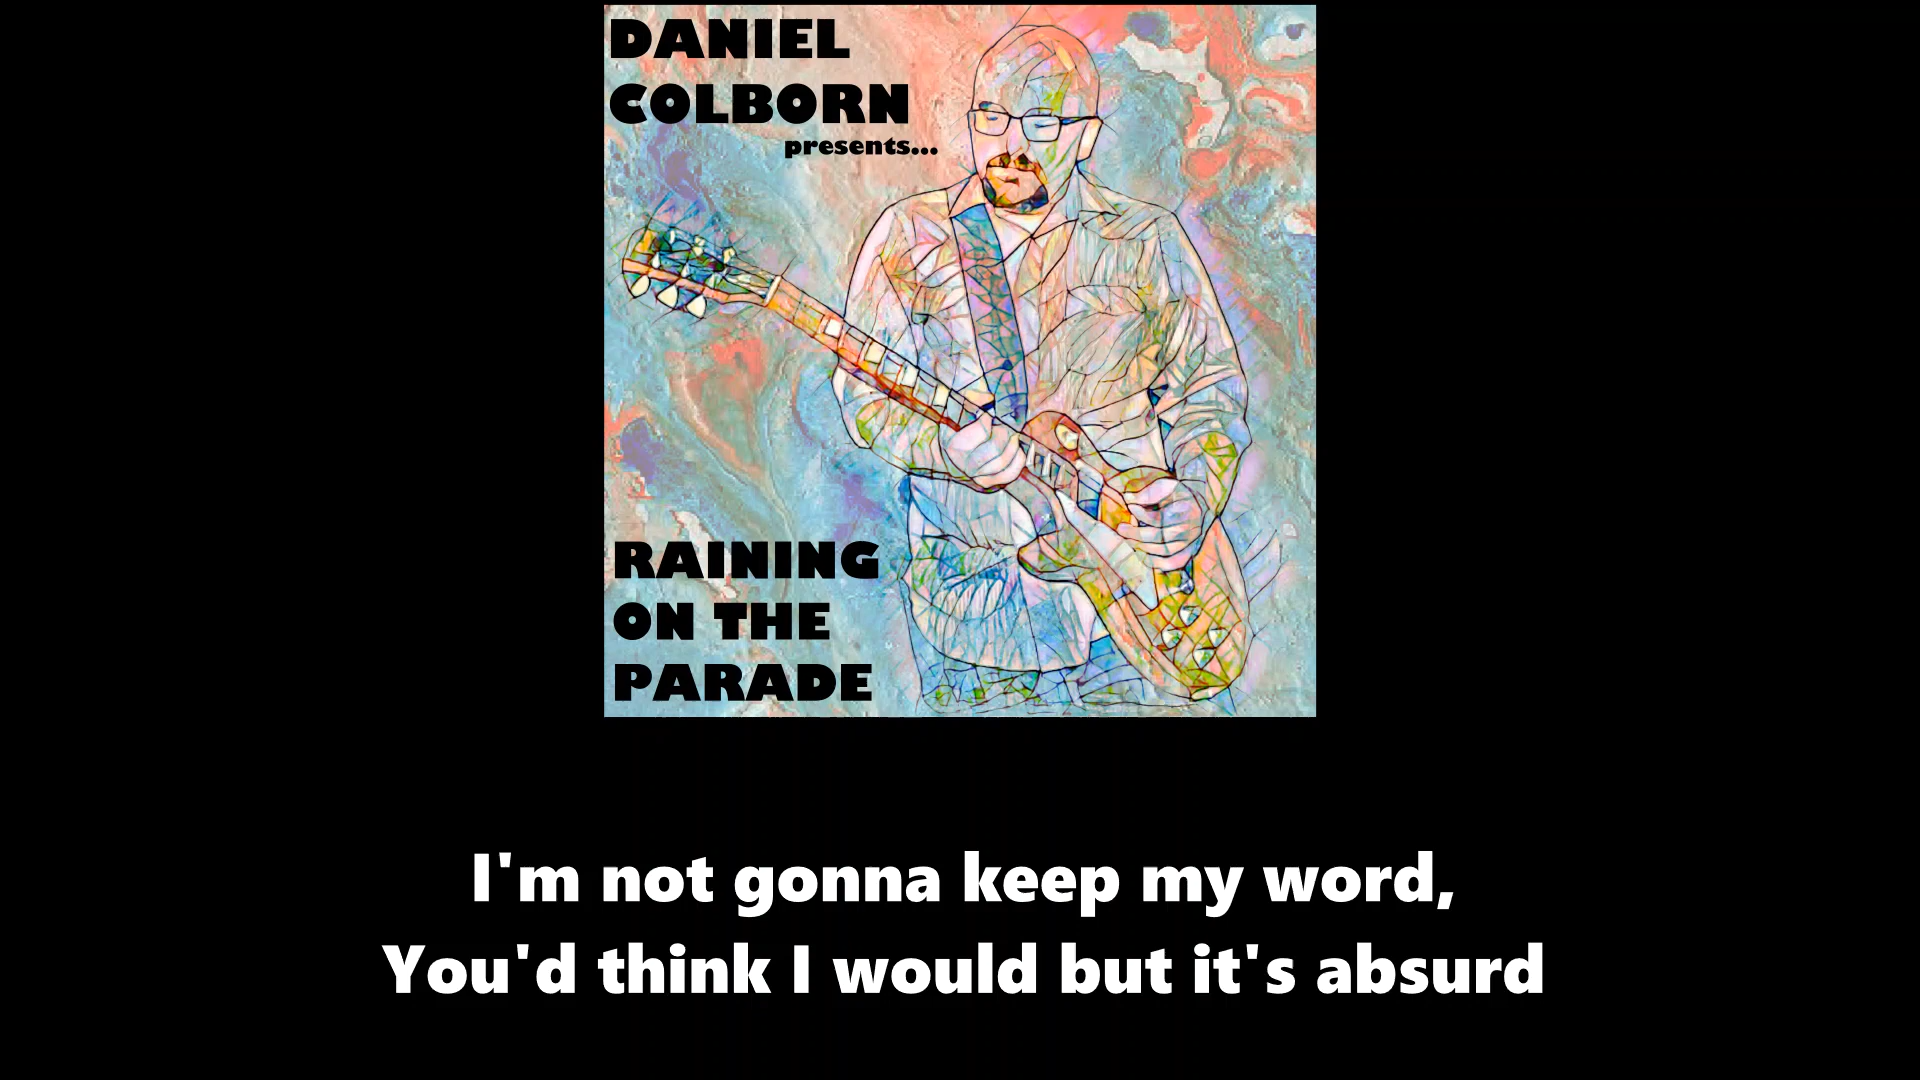 DANIEL
COLBORN
presents...
RAINING
ON THE
PARADE
I'm not gonna keep my word,
You'd think I would but it's absurd